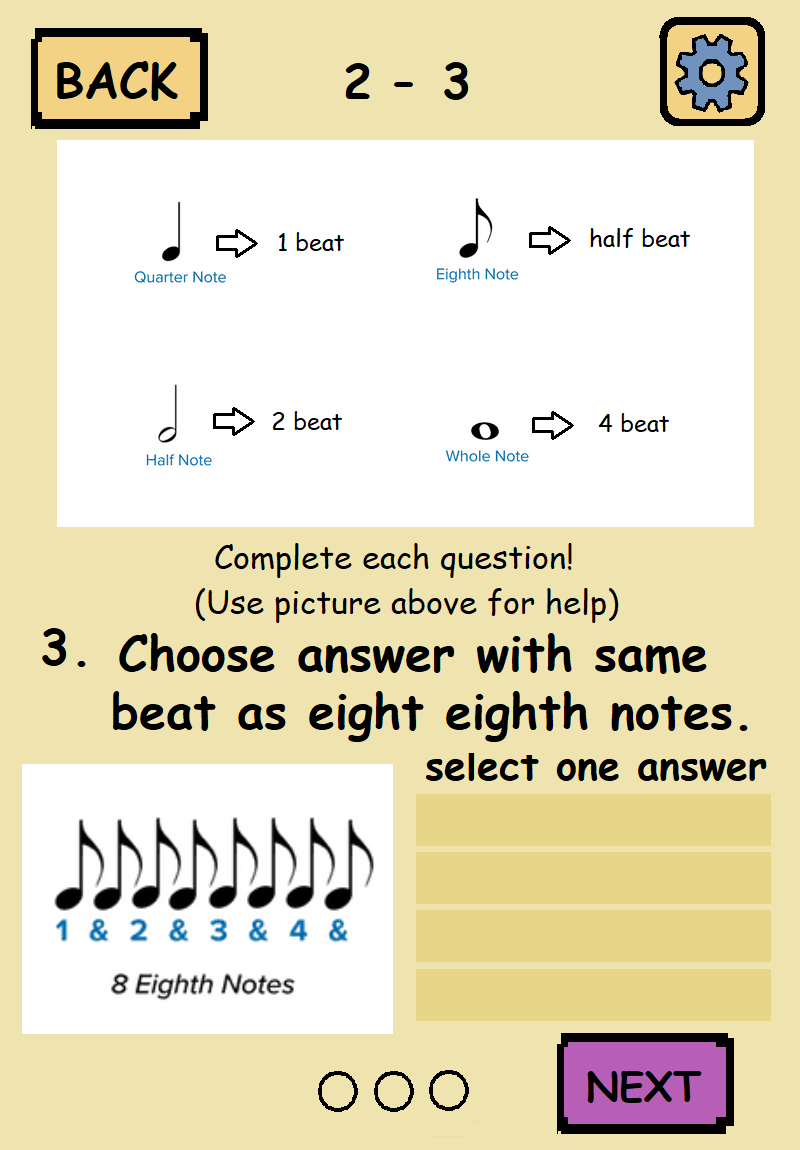 BACK
2 - 3
1 beat
Quarter Note
half beat
Eighth Note
2 beat
Half Note
4 beat
Whole Note
Complete each question!
(Use picture above for help)
3. Choose answer with same
beat as eight eighth notes.
select one answer
1 & 2 & 3 & 4 &
8 Eighth Notes
NEXT